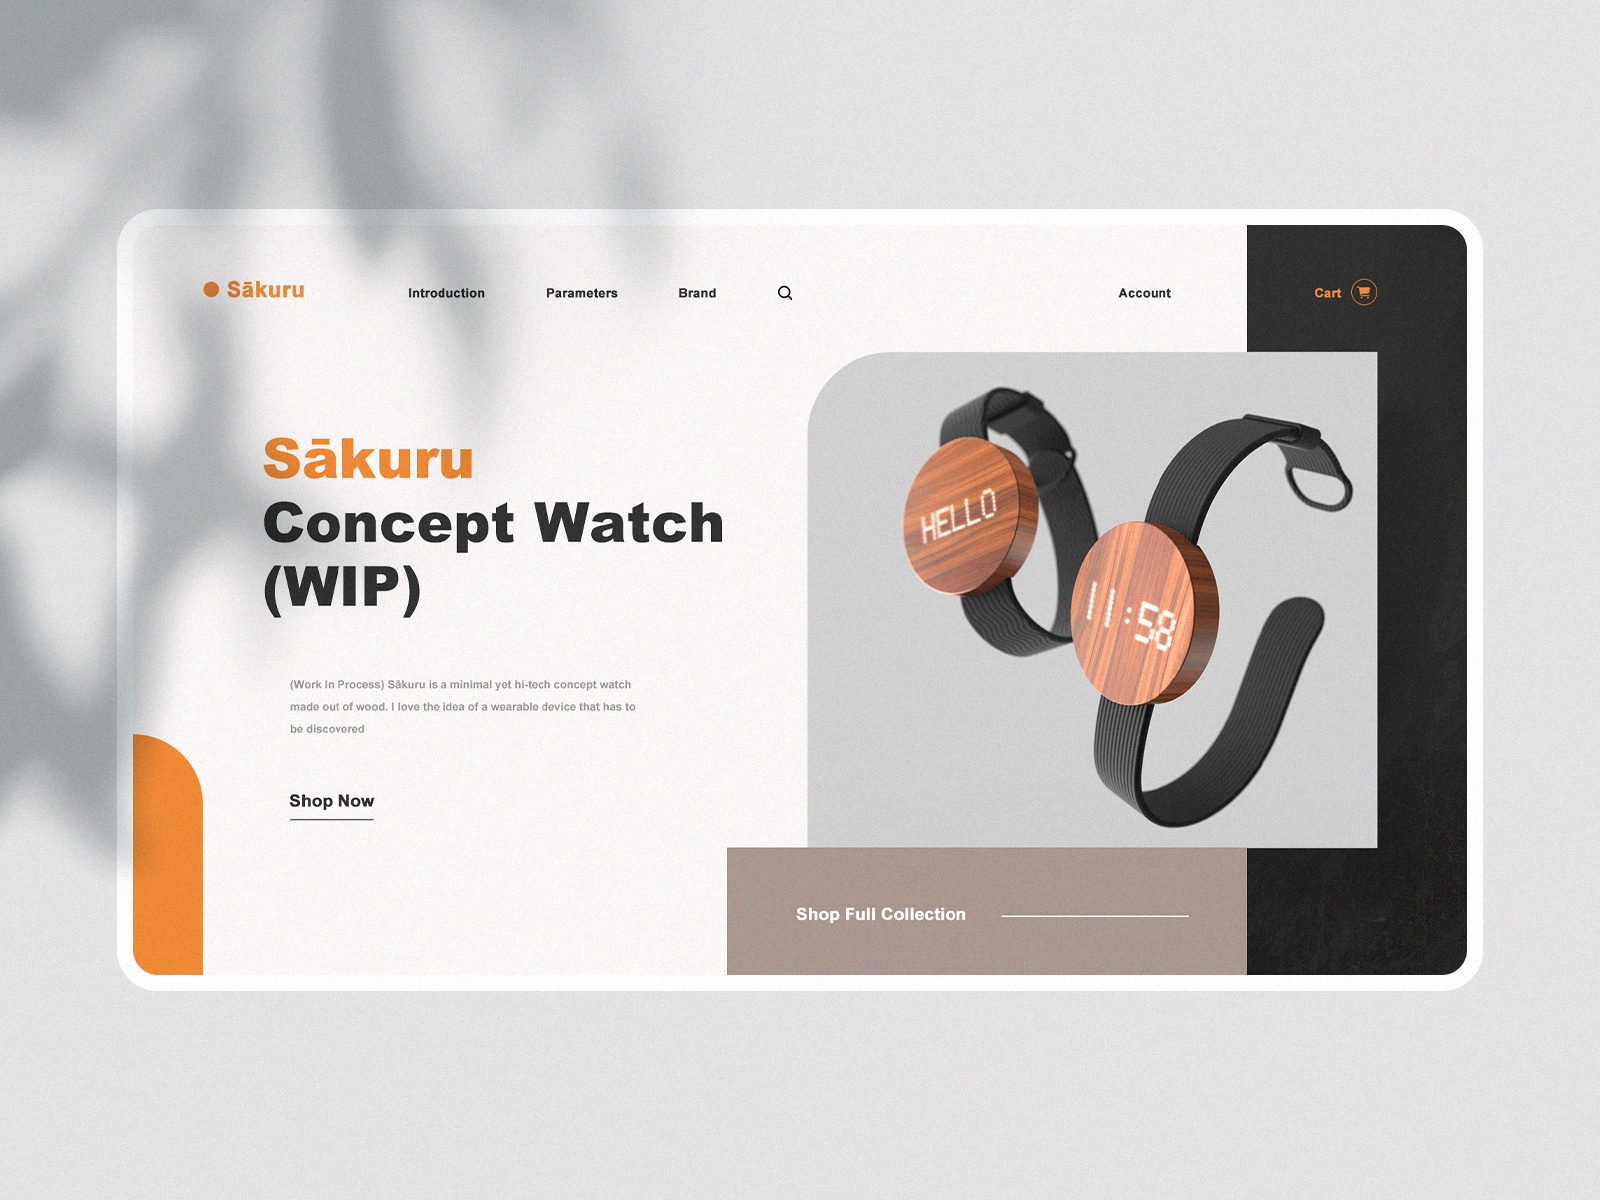 Sākuru
Introduction
Parameters
Brand
Account
Cart
Sākuru
Concept Watch
(WIP)
(Work In Process) Sākuru is a minimal yet hi-tech concept watch
made out of wood. I love the idea of a wearable device that has to
be discovered
Shop Now
HELLO
11:58
Shop Full Collection